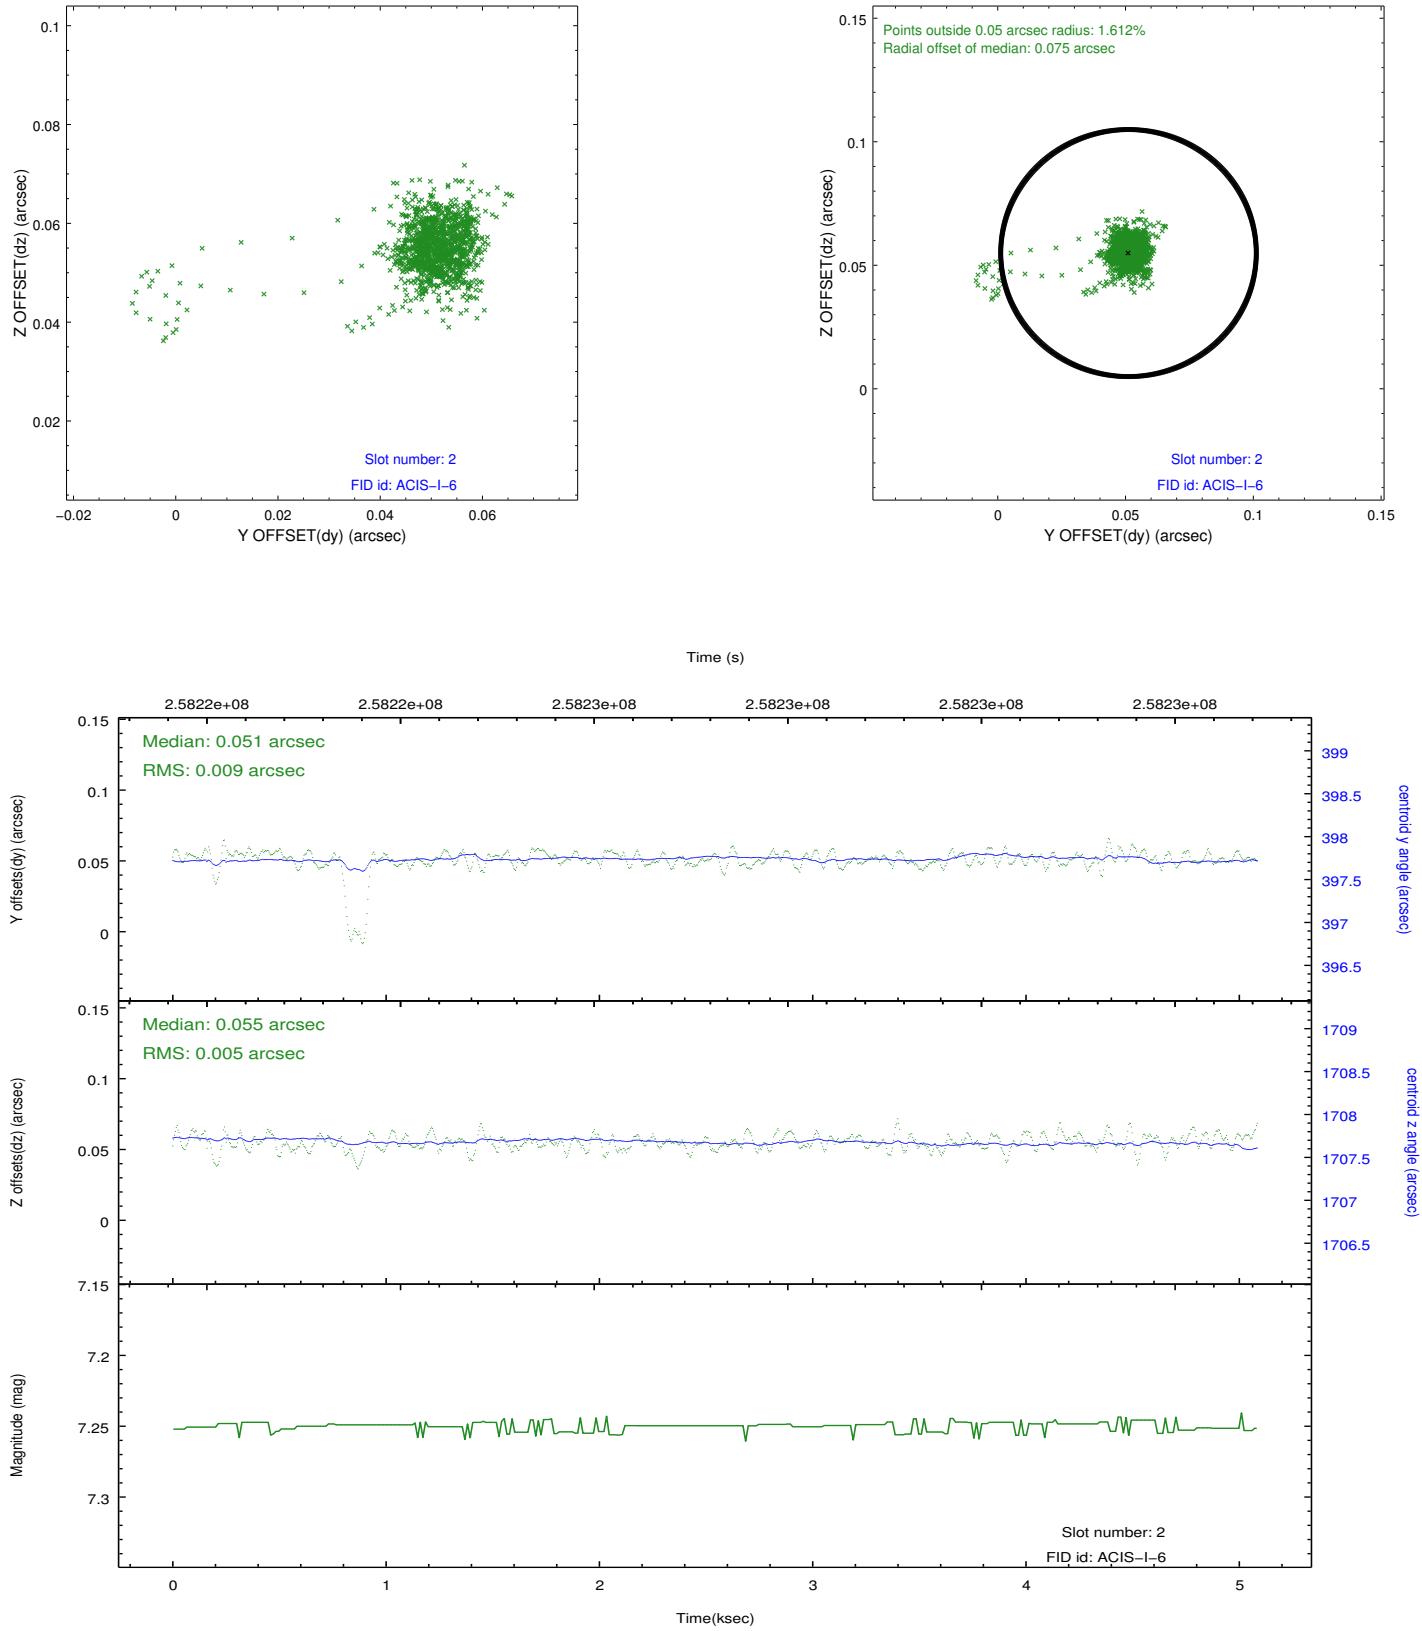 0.1
0.08
0.06
0.04
0.02
Z OFFSET(dz) (arcsec)
Slot number: 2
FID id: ACIS−I−6
−0.02 0 0.02 0.04 0.06
Y OFFSET(dy) (arcsec)
0.15
0.1
0.05
0
Z OFFSET(dz) (arcsec)
Points outside 0.05 arcsec radius: 1.612%
Radial offset of median: 0.075 arcsec
Slot number: 2
FID id: ACIS−I−6
0 0.05 0.1 0.15
Y OFFSET(dy) (arcsec)
Time (s)
2.5822e+08 2.5822e+08 2.5823e+08 2.5823e+08 2.5823e+08 2.5823e+08
0.15
0.1
0.05
0
Y offsets(dy) (arcsec)
Median: 0.051 arcsec
RMS: 0.009 arcsec
399
398.5
398
397.5
397
396.5
centroid y angle (arcsec)
0.15
0.1
0.05
0
Z offsets(dz) (arcsec)
Median: 0.055 arcsec
RMS: 0.005 arcsec
1709
1708.5
1708
1707.5
1707
1706.5
centroid z angle (arcsec)
7.15
7.2
7.25
7.3
Magnitude (mag)
Slot number: 2
FID id: ACIS−I−6
0 1 2 3 4 5
Time(ksec)